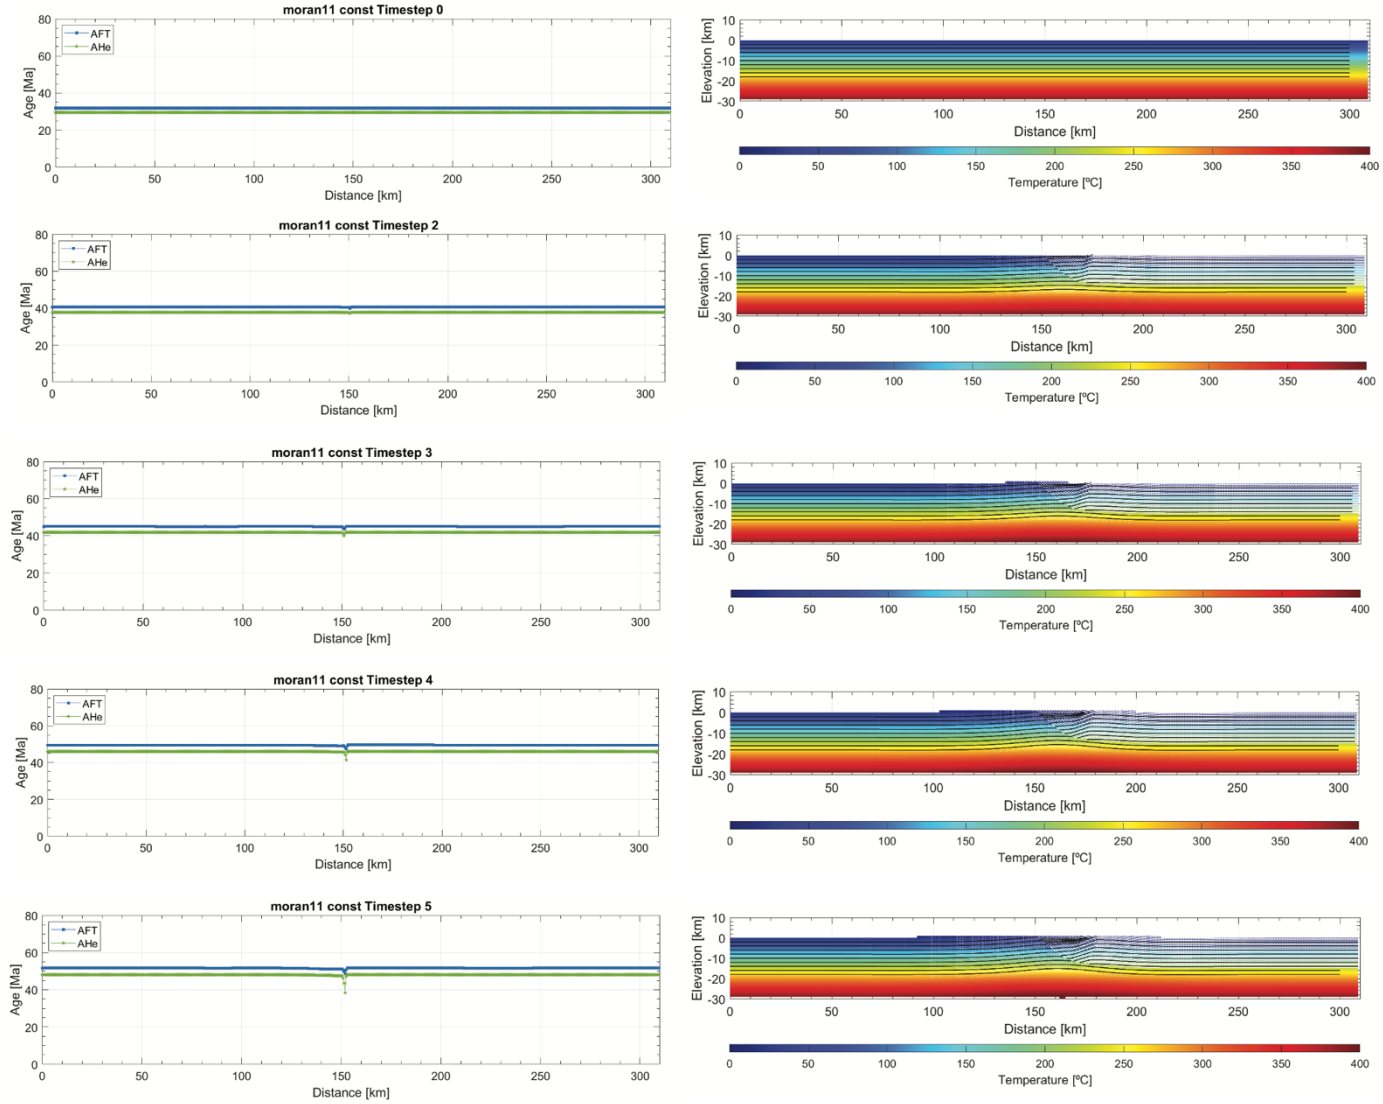 moran11 const Timestep 0
AFT
AHe
Age [Ma]
80
60
40
20
0
0 50 100 150 200 250 300
Distance [km]
Elevation [km]
10
0
-10
-20
-30
0 50 100 150 200 250 300
Distance [km]
0 50 100 150 200 250 300 350 400
Temperature [ºC]
moran11 const Timestep 2
AFT
AHe
Age [Ma]
80
60
40
20
0
0 50 100 150 200 250 300
Distance [km]
Elevation [km]
10
0
-10
-20
-30
0 50 100 150 200 250 300
Distance [km]
0 50 100 150 200 250 300 350 400
Temperature [ºC]
moran11 const Timestep 3
AFT
AHe
Age [Ma]
80
60
40
20
0
0 50 100 150 200 250 300
Distance [km]
Elevation [km]
10
0
-10
-20
-30
0 50 100 150 200 250 300
Distance [km]
0 50 100 150 200 250 300 350 400
Temperature [ºC]
moran11 const Timestep 4
AFT
AHe
Age [Ma]
80
60
40
20
0
0 50 100 150 200 250 300
Distance [km]
Elevation [km]
10
0
-10
-20
-30
0 50 100 150 200 250 300
Distance [km]
0 50 100 150 200 250 300 350 400
Temperature [ºC]
moran11 const Timestep 5
AFT
AHe
Age [Ma]
80
60
40
20
0
0 50 100 150 200 250 300
Distance [km]
Elevation [km]
10
0
-10
-20
-30
0 50 100 150 200 250 300
Distance [km]
0 50 100 150 200 250 300 350 400
Temperature [ºC]